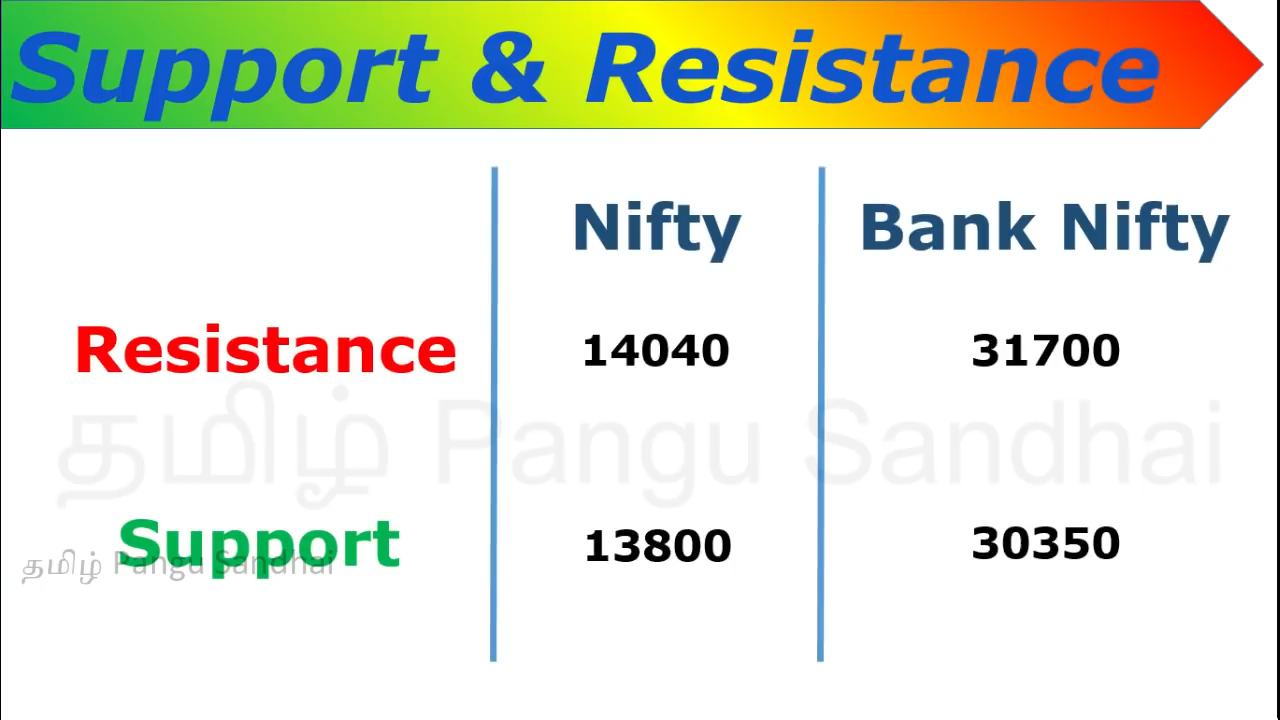 Support & Resistance
Nifty Bank Nifty
Resistance 14040 31700
தமிழ் Pangu Sandhai
Support 13800 30350
தமிழ் Pangu Sandhai